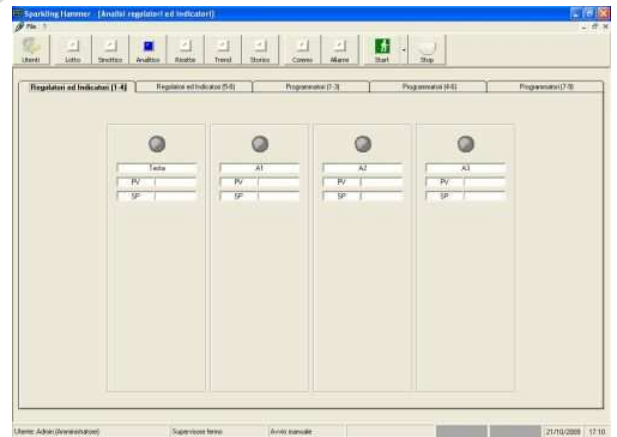 Sparkling Hammer - [Analisi regolatori ed indicatori]
File ?
Utenti Lotto Sinottico Analitico Ricette Trend Storico Comms Allarmi Start Stop
Regolatori ed Indicatori (1-4) Regolatori ed Indicatori (5-8) Programmatori (1-3) Programmatori (4-6) Programmatori (7-9)
Testa A1 A2 A3
PV PV PV PV
SP SP SP SP
Utente: Admin (Amministratore) Supervisore fermo Avvio manuale 21/10/2008 17:10